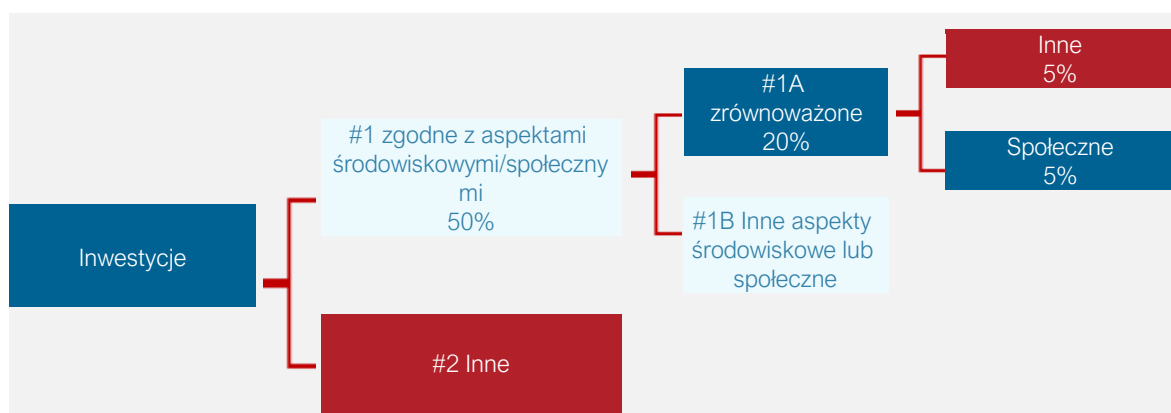 Inwestycje
#1 zgodne z aspektami
środowiskowymi/społeczny
mi
50%
#2 Inne
#1A
zrównoważone
20%
#1B Inne aspekty
środowiskowe lub
społeczne
Inne
5%
Społeczne
5%